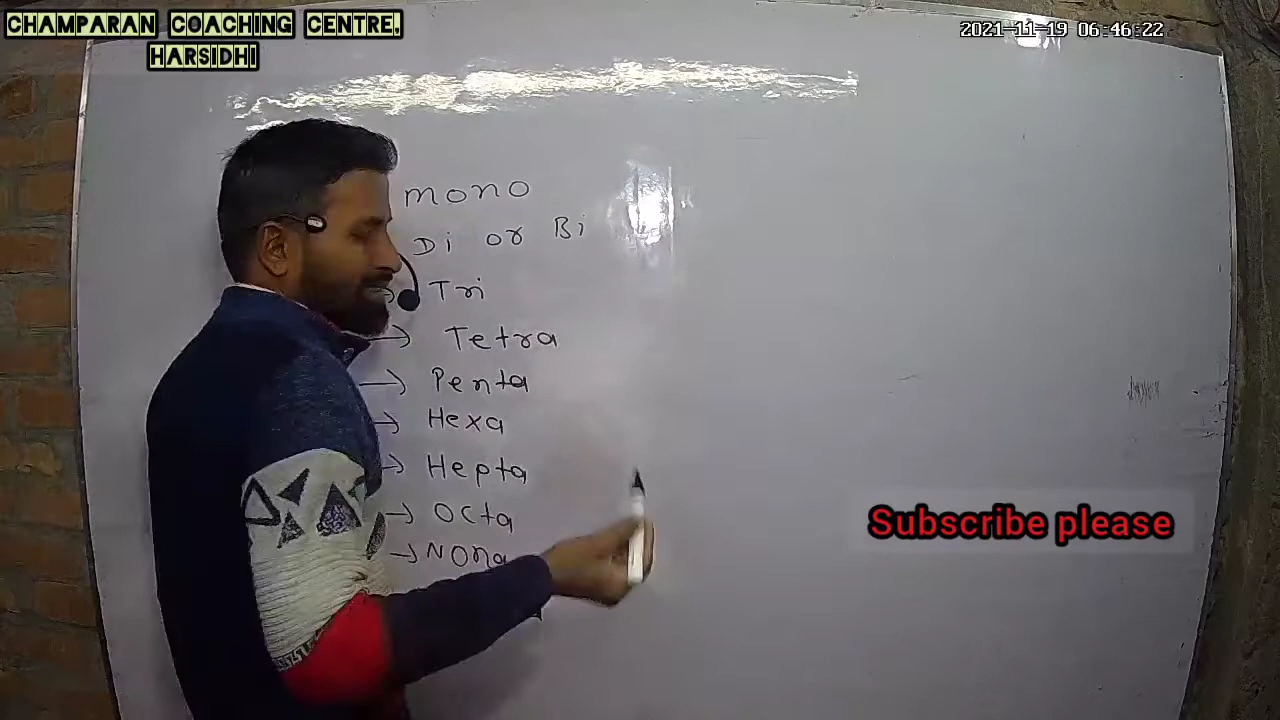 CHAMPARAN COACHING CENTRE,
HARSIDHI
2021-11-19 06:46:22
mono
Di or Bi
Tri
→ Tetra
→ Penta
→ Hexa
→ Hepta
→ Octa
→ Nona
Subscribe please